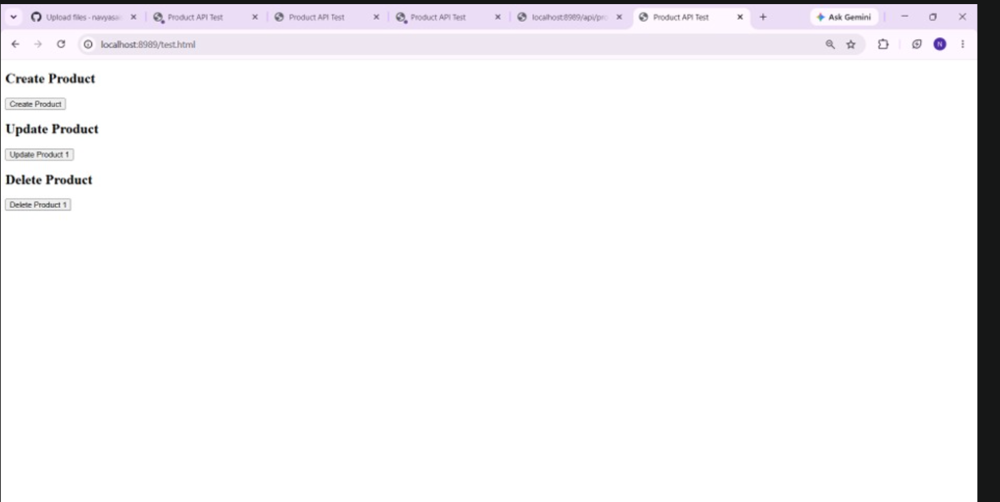 Upload files - navyasai
Product API Test
Product API Test
Product API Test
localhost:8989/api/pro
Product API Test
Ask Gemini
localhost:8989/test.html
N
Create Product
Create Product
Update Product
Update Product 1
Delete Product
Delete Product 1